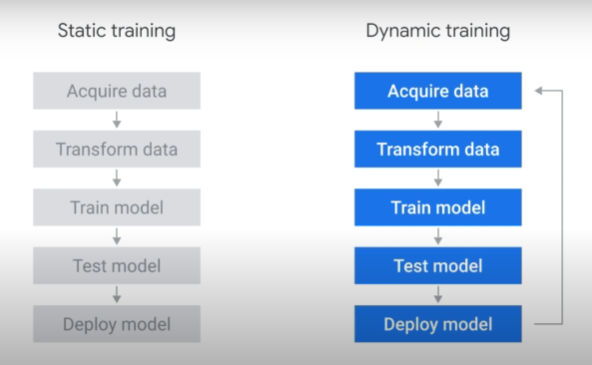 Static training
Acquire data
Transform data
Train model
Test model
Deploy model
Dynamic training
Acquire data
Transform data
Train model
Test model
Deploy model